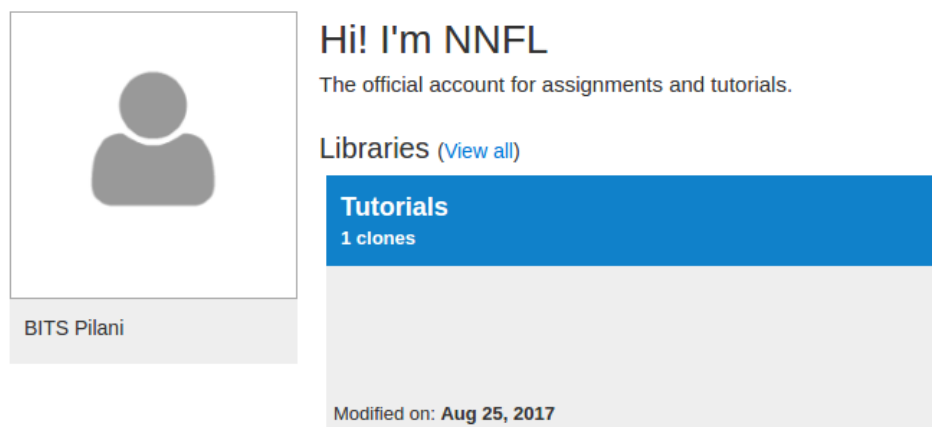 Hi! I'm NNFL
The official account for assignments and tutorials.
Libraries (View all)
Tutorials
1 clones
BITS Pilani
Modified on: Aug 25, 2017